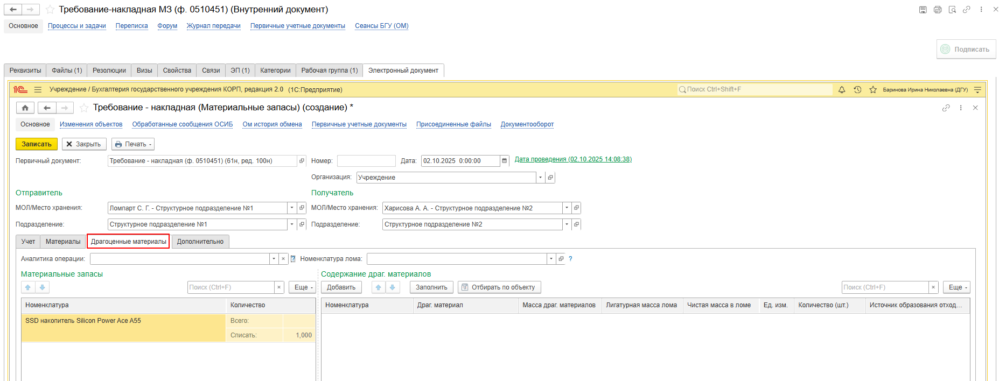 Требование-накладная МЗ (ф. 0510451) (Внутренний документ)
Основное Процессы и задачи Переписка Форум Журнал передачи Первичные учетные документы Сеансы БГУ (ОМ)
Подписать
Реквизиты Файлы (1) Резолюции Визы Свойства Связи ЭП (1) Категории Рабочая группа (1) Электронный документ
1С Учреждение / Бухгалтерия государственного учреждения КОРП, редакция 2.0 (1С:Предприятие) Поиск Ctrl+Shift+F Баринова Ирина Николаевна (ДГУ)
Требование - накладная (Материальные запасы) (создание) *
Основное Изменения объектов Обработанные сообщения ОСИБ Ом история обмена Первичные учетные документы Присоединенные файлы Документооборот
Записать Закрыть Печать
Первичный документ: Требование - накладная (ф. 0510451) (61н, ред. 100н) Номер: Дата: 02.10.2025 0:00:00 Дата проведения (02.10.2025 14:08:38)
Организация: Учреждение
Отправитель Получатель
МОЛ/Место хранения: Ломпарт С. Г. - Структурное подразделение №1 МОЛ/Место хранения: Харисова А. А. - Структурное подразделение №2
Подразделение: Структурное подразделение №1 Подразделение: Структурное подразделение №2
Учет Материалы Драгоценные материалы Дополнительно
Аналитика операции: ? Номенклатура лома: ?
Материальные запасы Содержание драг. материалов
Поиск (Ctrl+F) × Еще Добавить Заполнить Отбирать по объекту Поиск (Ctrl+F) × Еще
Номенклатура Количество Номенклатура Драг. материал Масса драг. материалов Лигатурная масса лома Чистая масса в ломе Ед. изм. Количество (шт.) Источник образования отход...
SSD накопитель Silicon Power Ace A55 Всего:
Списать: 1,000